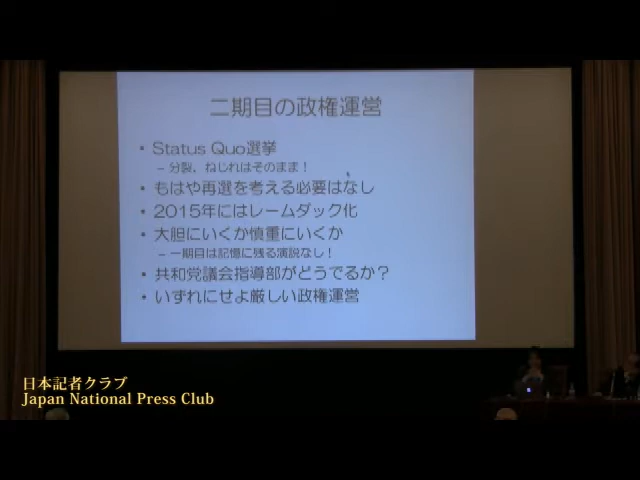 二期目の政権運営
• Status Quo選挙
– 分裂、ねじれはそのまま！
• もはや再選を考える必要はなし
• 2015年にはレームダック化
• 大胆にいくか慎重にいくか
– 一期目は記憶に残る演説なし！
• 共和党議会指導部がどうでるか？
• いずれにせよ厳しい政権運営
日本記者クラブ
Japan National Press Club